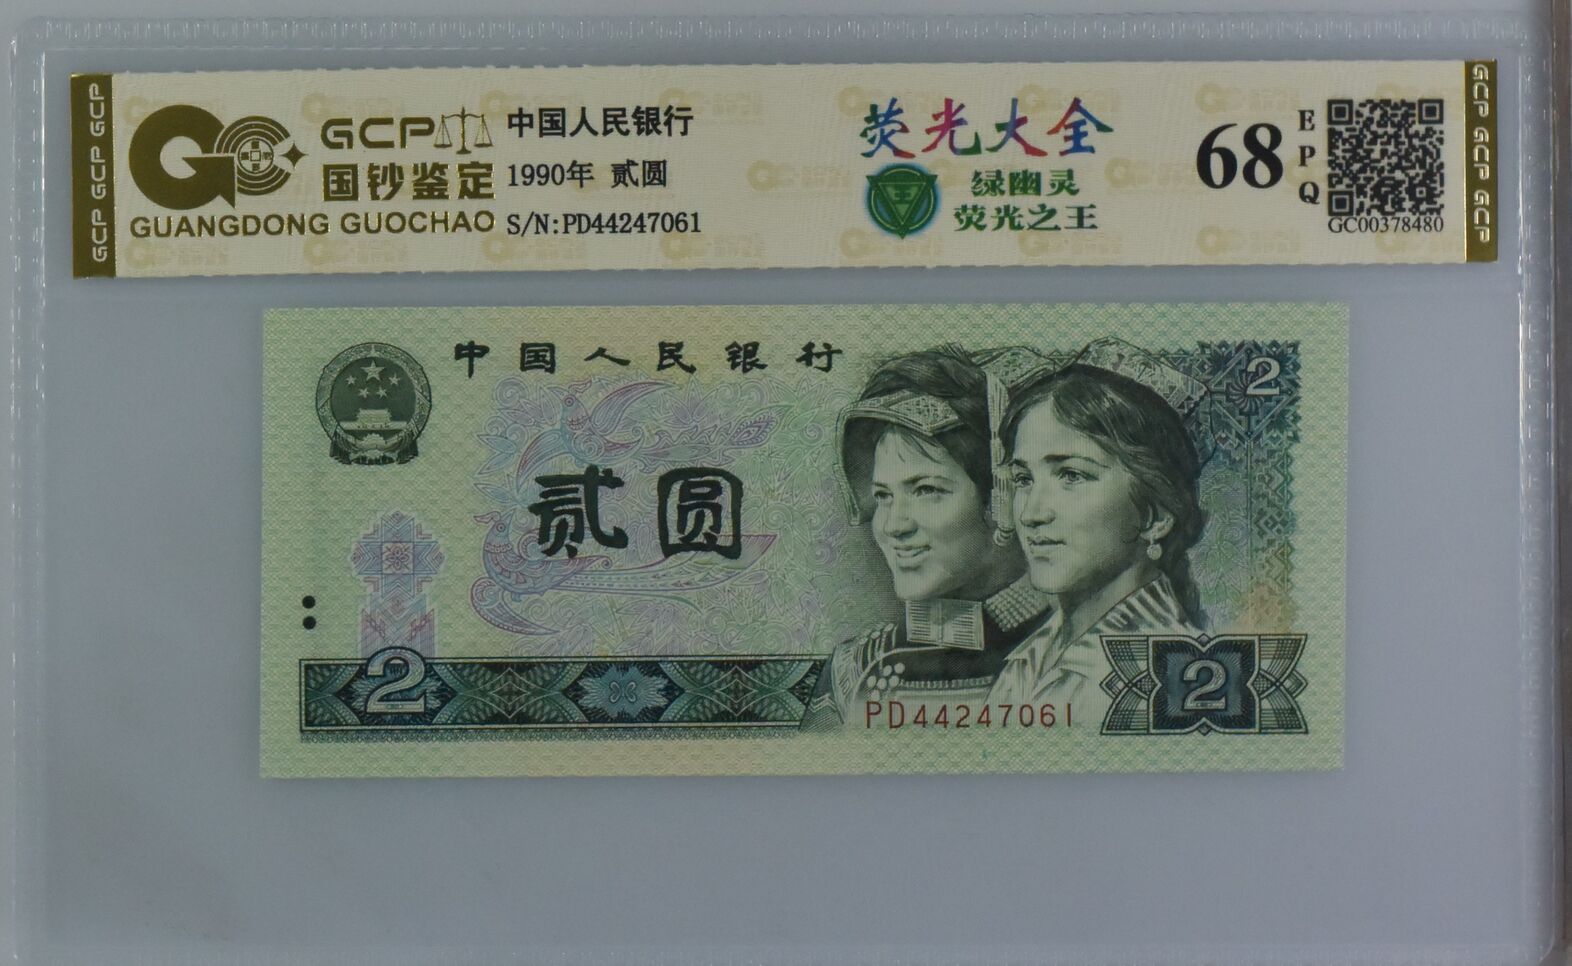 GCP GCP GCP
GCP
国钞鉴定
GUANGDONG GUOCHAO
中国人民银行
1990年 贰圆
S/N:PD44247061
荧光大全
王
绿幽灵
荧光之王
68
EPQ
GC00378480
GCP GCP GCP
中国人民银行
贰圆
2
2
2
PD44247061